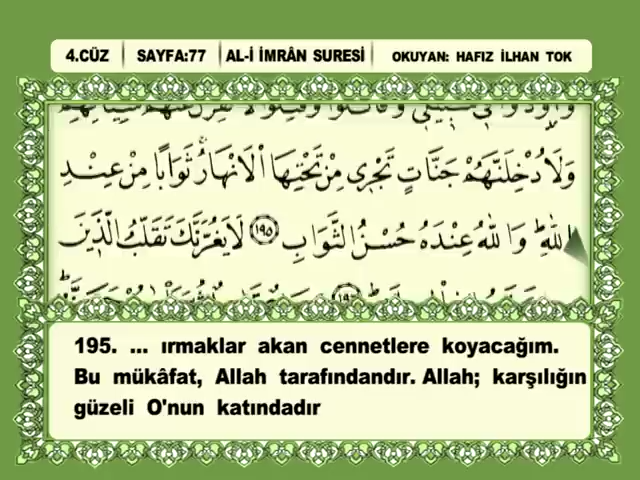 4.CÜZ SAYFA:77 AL-İ İMRÂN SURESİ OKUYAN: HAFIZ İLHAN TOK
وَلَاُدْخِلَنَّهُمْ جَنَّاتٍ تَجْرٖى مِنْ تَحْتِهَا الْاَنْهَارُۚ ثَوَابًا مِنْ عِنْدِ
اللّٰهِؕ وَاللّٰهُ عِنْدَهُ حُسْنُ الثَّوَابِ ١٩٥ لَا يَغُرَّنَّكَ تَقَلُّبُ الَّذٖينَ
195. ... ırmaklar akan cennetlere koyacağım.
Bu mükâfat, Allah tarafındandır. Allah; karşılığın
güzeli O'nun katındadır